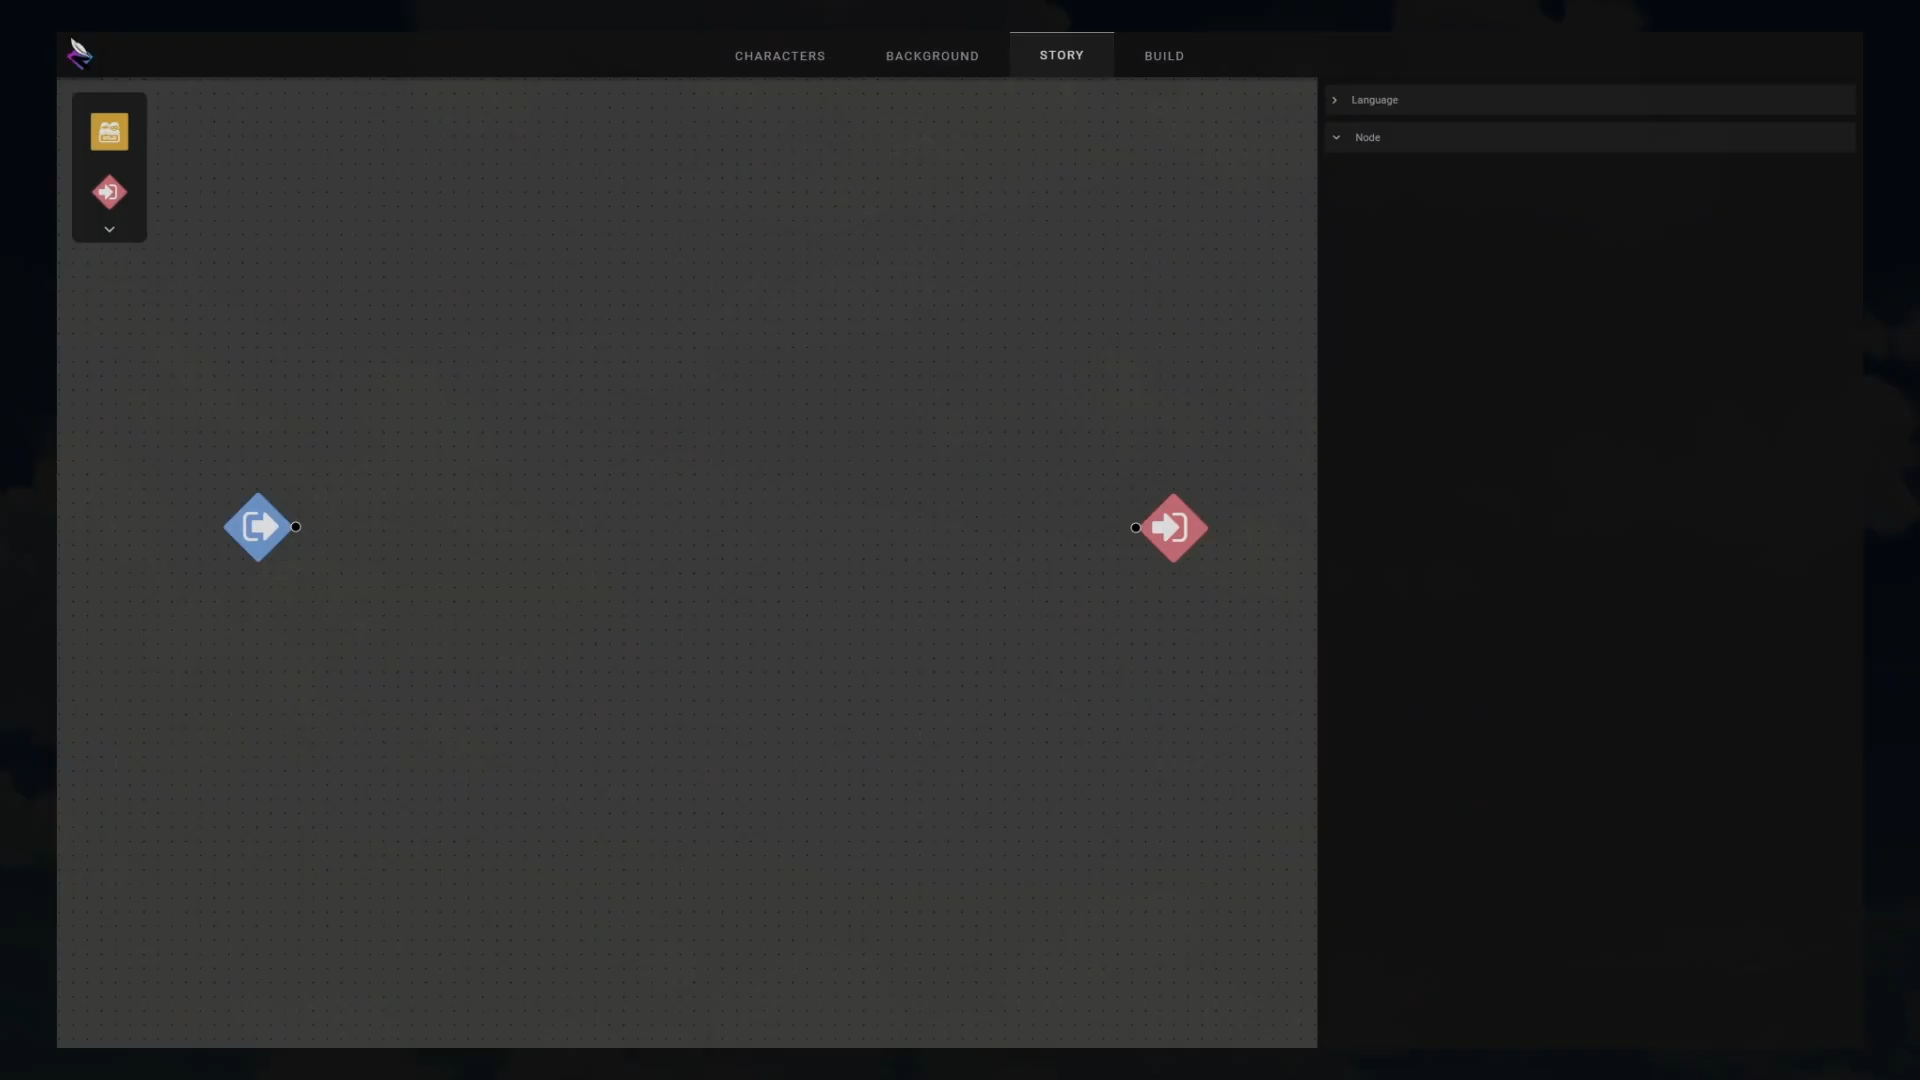 CHARACTERS
BACKGROUND
STORY
BUILD
Language
Node